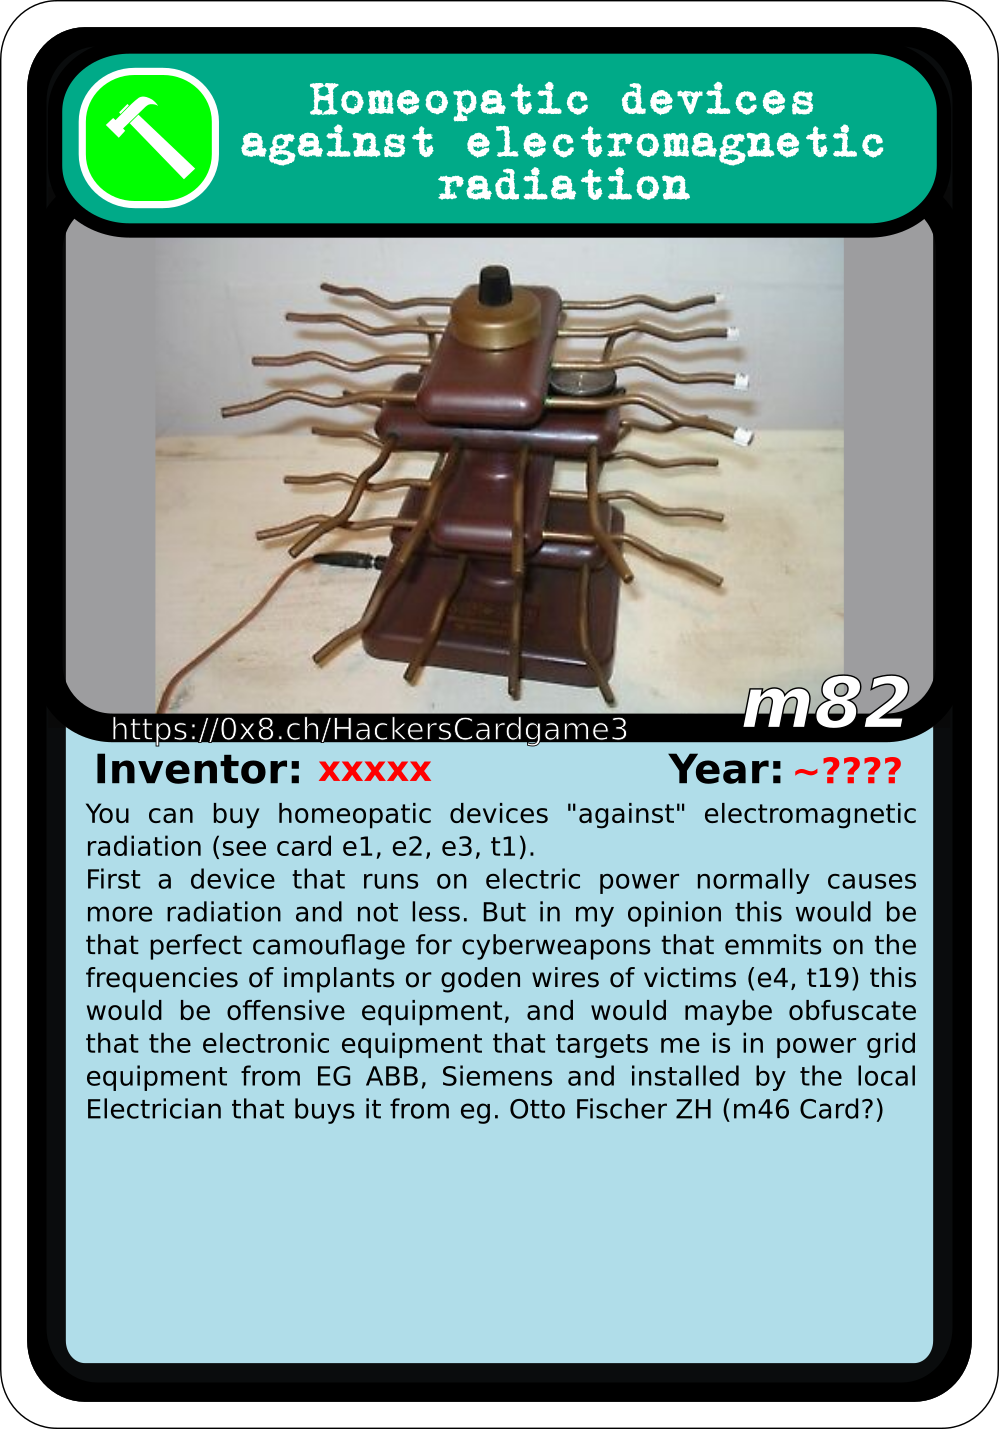 Homeopatic devices
against electromagnetic
radiation
m82
https://0x8.ch/HackersCardgame3
Inventor: xxxxx Year: ~????
You can buy homeopatic devices "against" electromagnetic
radiation (see card e1, e2, e3, t1).
First a device that runs on electric power normally causes
more radiation and not less. But in my opinion this would be
that perfect camouflage for cyberweapons that emmits on the
frequencies of implants or goden wires of victims (e4, t19) this
would be offensive equipment, and would maybe obfuscate
that the electronic equipment that targets me is in power grid
equipment from EG ABB, Siemens and installed by the local
Electrician that buys it from eg. Otto Fischer ZH (m46 Card?)